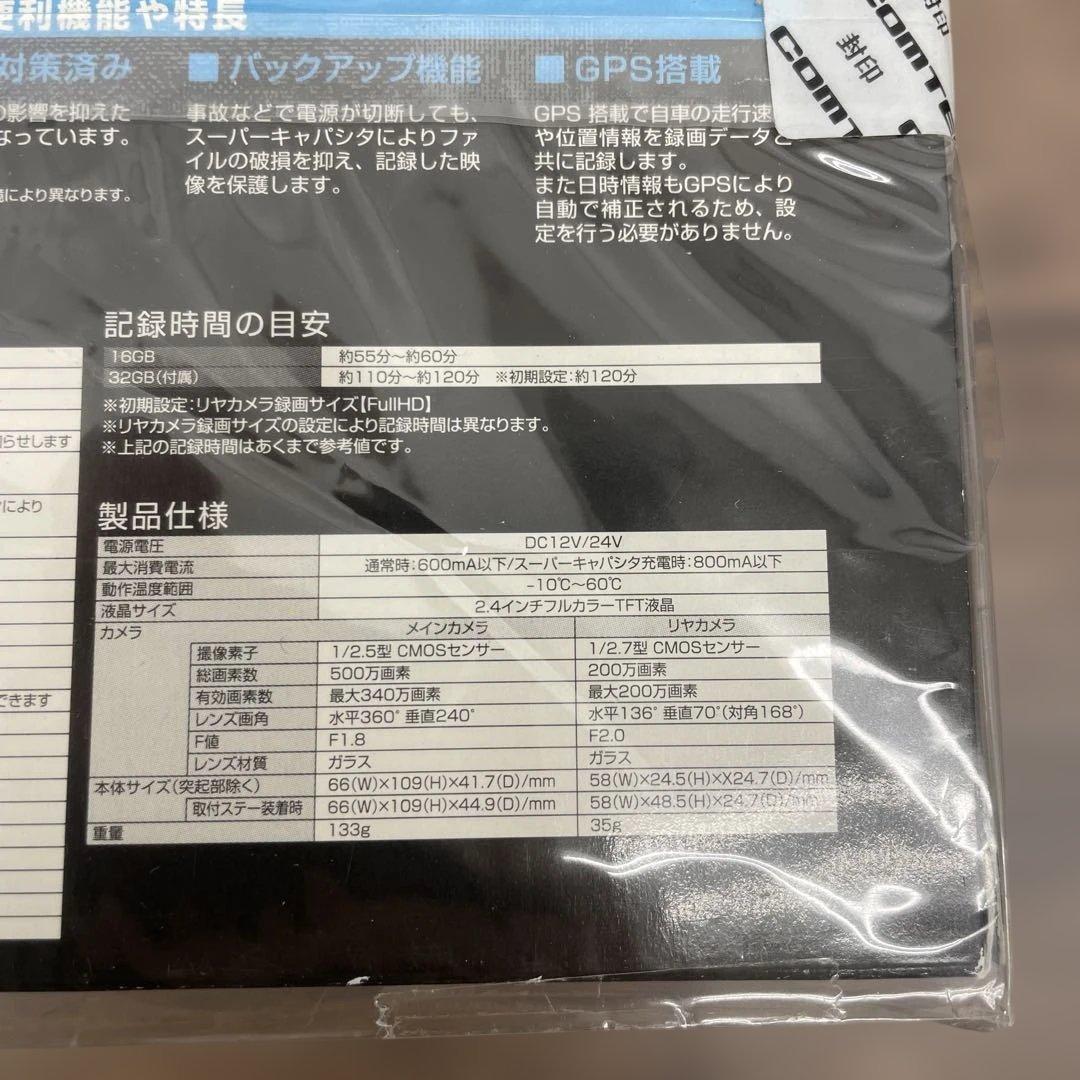 便利機能や特長
対策済み
の影響を抑えた
なっています。
により異なります。
■ バックアップ機能
事故などで電源が切断しても、
スーパーキャパシタによりファ
イルの破損を抑え、記録した映
像を保護します。
■ GPS搭載
GPS 搭載で自車の走行速
や位置情報を録画データと
共に記録します。
また日時情報もGPSにより
自動で補正されるため、設
定を行う必要がありません。
封印
COMT
封印
COMTE
記録時間の目安
16GB 約55分～約60分
32GB(付属) 約110分～約120分 ※初期設定:約120分
※初期設定:リヤカメラ録画サイズ【FullHD】
※リヤカメラ録画サイズの設定により記録時間は異なります。
※上記の記録時間はあくまで参考値です。
らせします
により
できます
製品仕様
電源電圧 DC12V/24V
最大消費電流 通常時:600mA以下/スーパーキャパシタ充電時:800mA以下
動作温度範囲 -10℃～60℃
液晶サイズ 2.4インチフルカラーTFT液晶
カメラ メインカメラ リヤカメラ
撮像素子 1/2.5型 CMOSセンサー 1/2.7型 CMOSセンサー
総画素数 500万画素 200万画素
有効画素数 最大340万画素 最大200万画素
レンズ画角 水平360° 垂直240° 水平136° 垂直70°(対角168°)
F値 F1.8 F2.0
レンズ材質 ガラス ガラス
本体サイズ(突起部除く) 66(W)×109(H)×41.7(D)/mm 58(W)×24.5(H)×X24.7(D)/mm
取付ステー装着時 66(W)×109(H)×44.9(D)/mm 58(W)×48.5(H)×24.7(D)/mm
重量 133g 35g